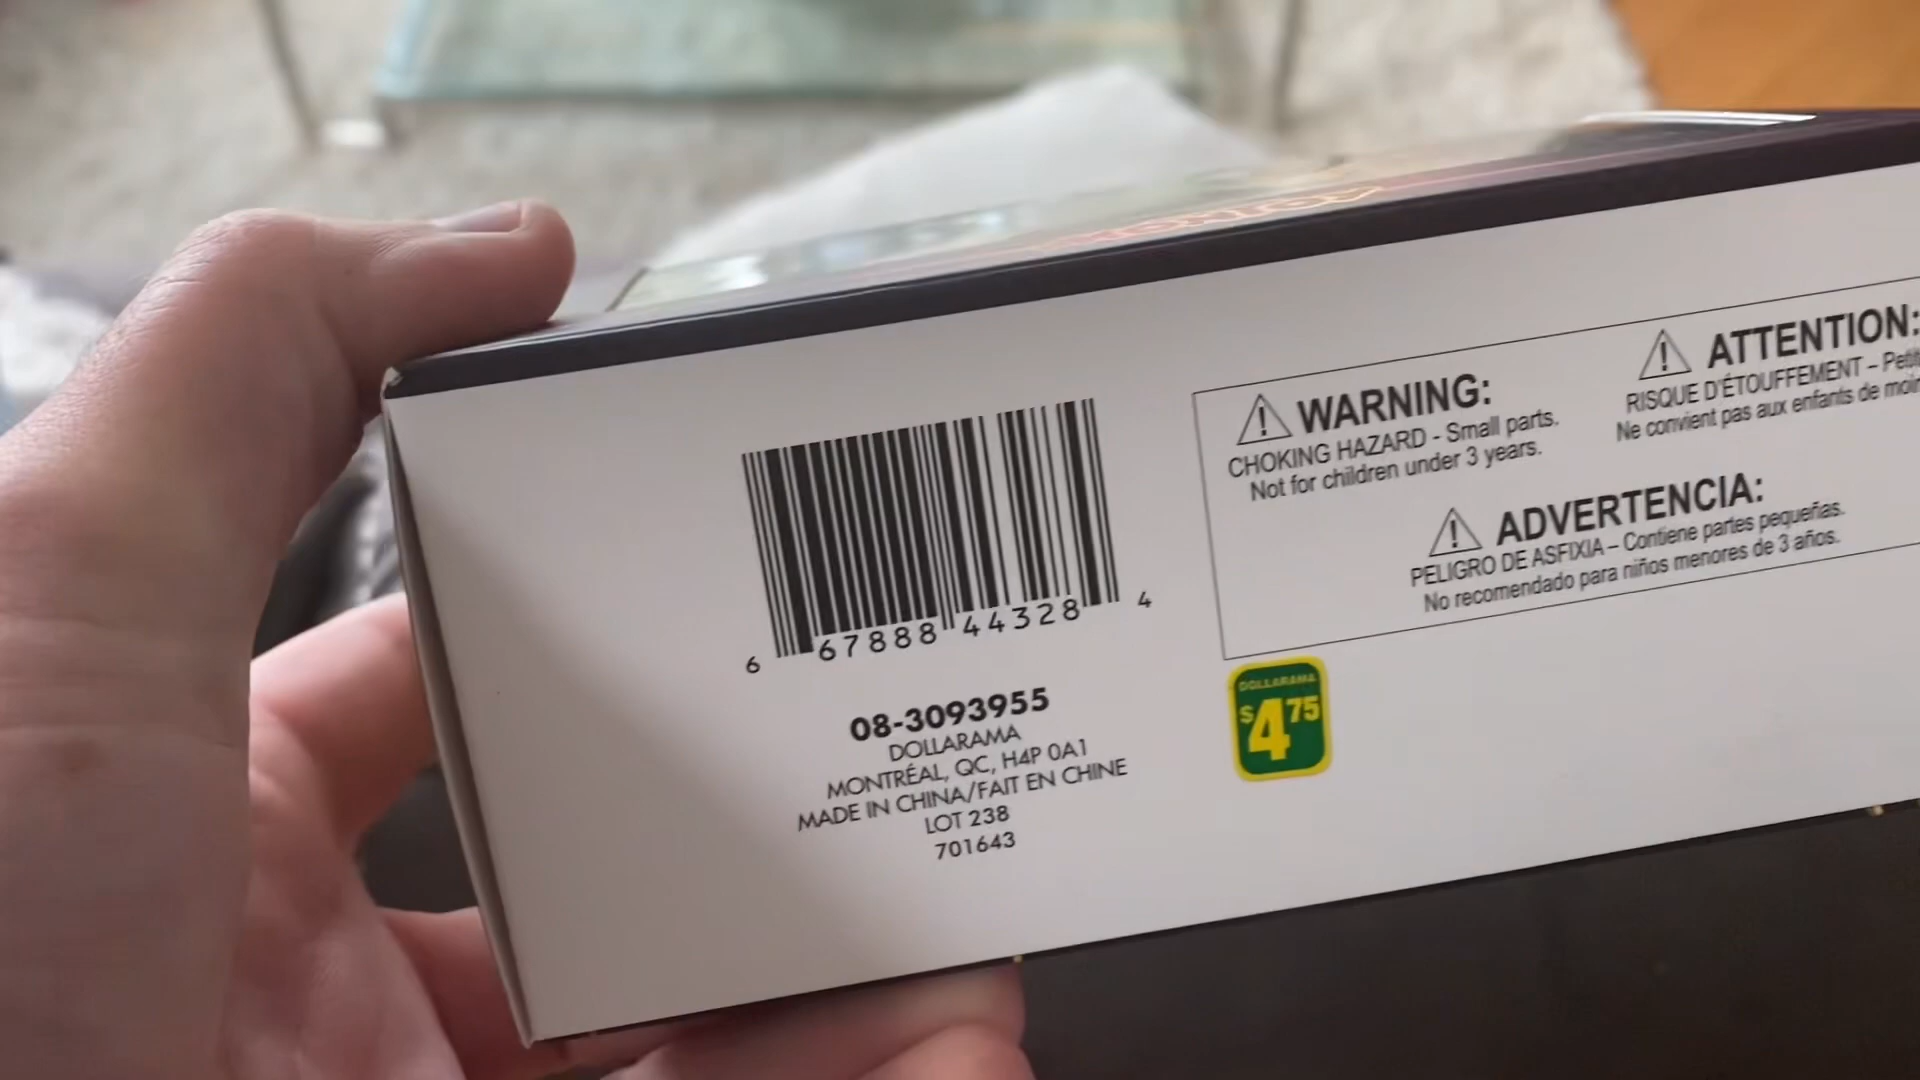 6 67888 44328 4
08-3093955
DOLLARAMA
MONTRÉAL, QC, H4P 0A1
MADE IN CHINA/FAIT EN CHINE
LOT 238
701643
WARNING:
CHOKING HAZARD - Small parts.
Not for children under 3 years.
ATTENTION:
RISQUE D'ÉTOUFFEMENT – Petit
Ne convient pas aux enfants de moin
ADVERTENCIA:
PELIGRO DE ASFIXIA – Contiene partes pequeñas.
No recomendado para niños menores de 3 años.
DOLLARAMA
$4 75